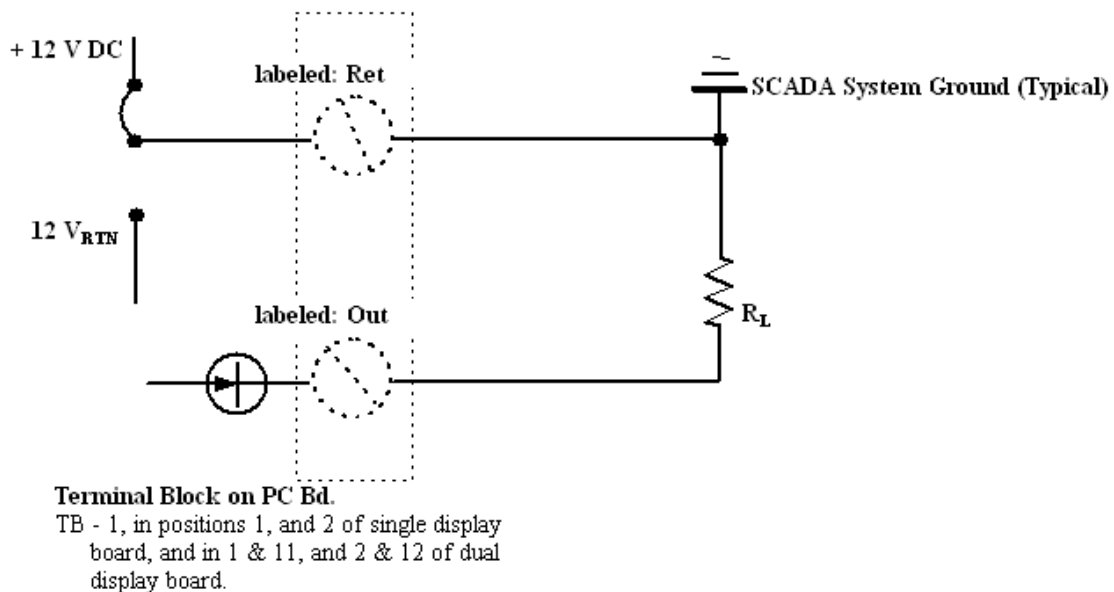 + 12 V DC
labeled: Ret
SCADA System Ground (Typical)
12 V_RTN
labeled: Out
R_L
Terminal Block on PC Bd.
TB - 1, in positions 1, and 2 of single display
board, and in 1 & 11, and 2 & 12 of dual
display board.